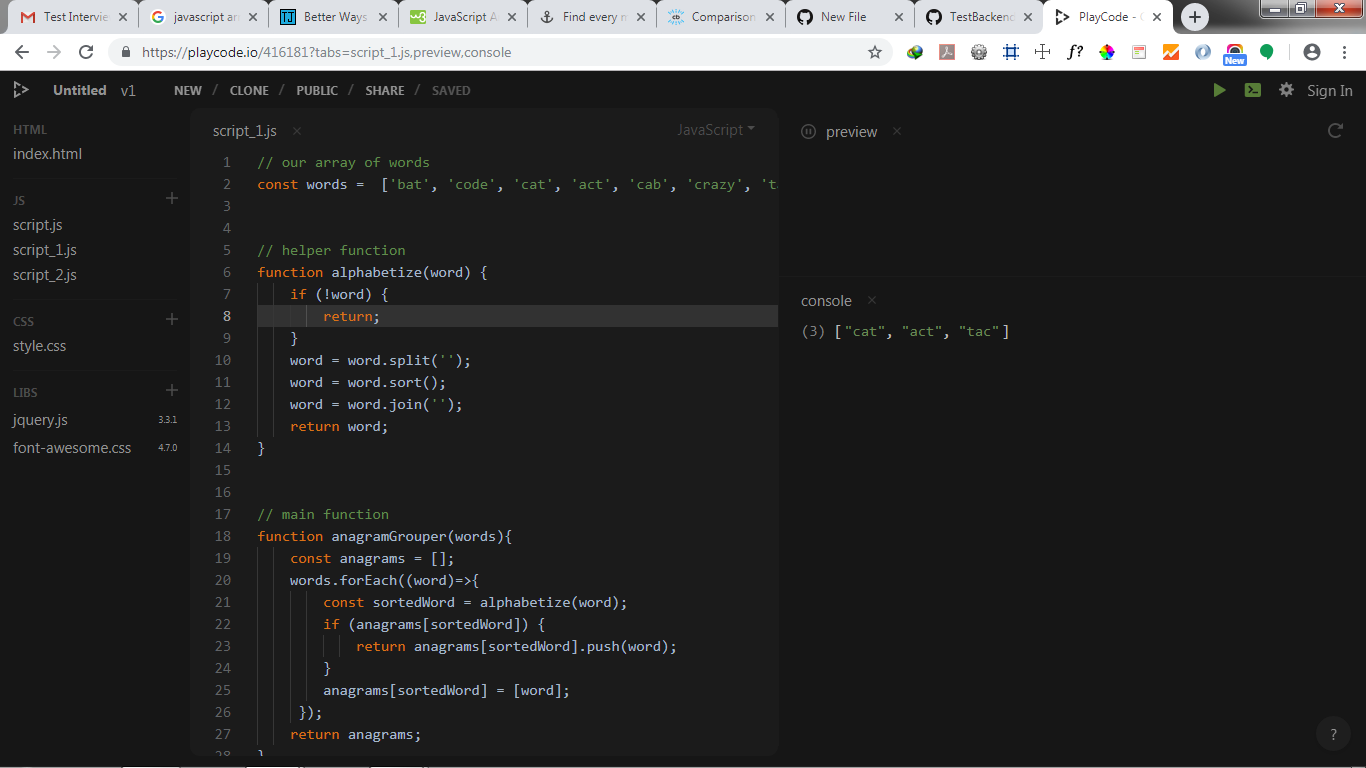 Test Intervie
javascript ar
Better Ways
JavaScript A
Find every n
Comparison
New File
TestBackend
PlayCode - C
https://playcode.io/416181?tabs=script_1.js,preview.console
f?
New
Untitled v1 NEW / CLONE / PUBLIC / SHARE / SAVED
Sign In
HTML
index.html
JS
script.js
script_1.js
script_2.js
CSS
style.css
LIBS
jquery.js 3.3.1
font-awesome.css 4.7.0
script_1.js
JavaScript
1 // our array of words
2 const words =  ['bat', 'code', 'cat', 'act', 'cab', 'crazy', 'ta
3
4
5 // helper function
6 function alphabetize(word) {
7     if (!word) {
8         return;
9     }
10     word = word.split('');
11     word = word.sort();
12     word = word.join('');
13     return word;
14 }
15
16
17 // main function
18 function anagramGrouper(words){
19     const anagrams = [];
20     words.forEach((word)=>{
21         const sortedWord = alphabetize(word);
22         if (anagrams[sortedWord]) {
23             return anagrams[sortedWord].push(word);
24         }
25         anagrams[sortedWord] = [word];
26      });
27     return anagrams;
28 }
preview
console
(3) ["cat", "act", "tac"]
?